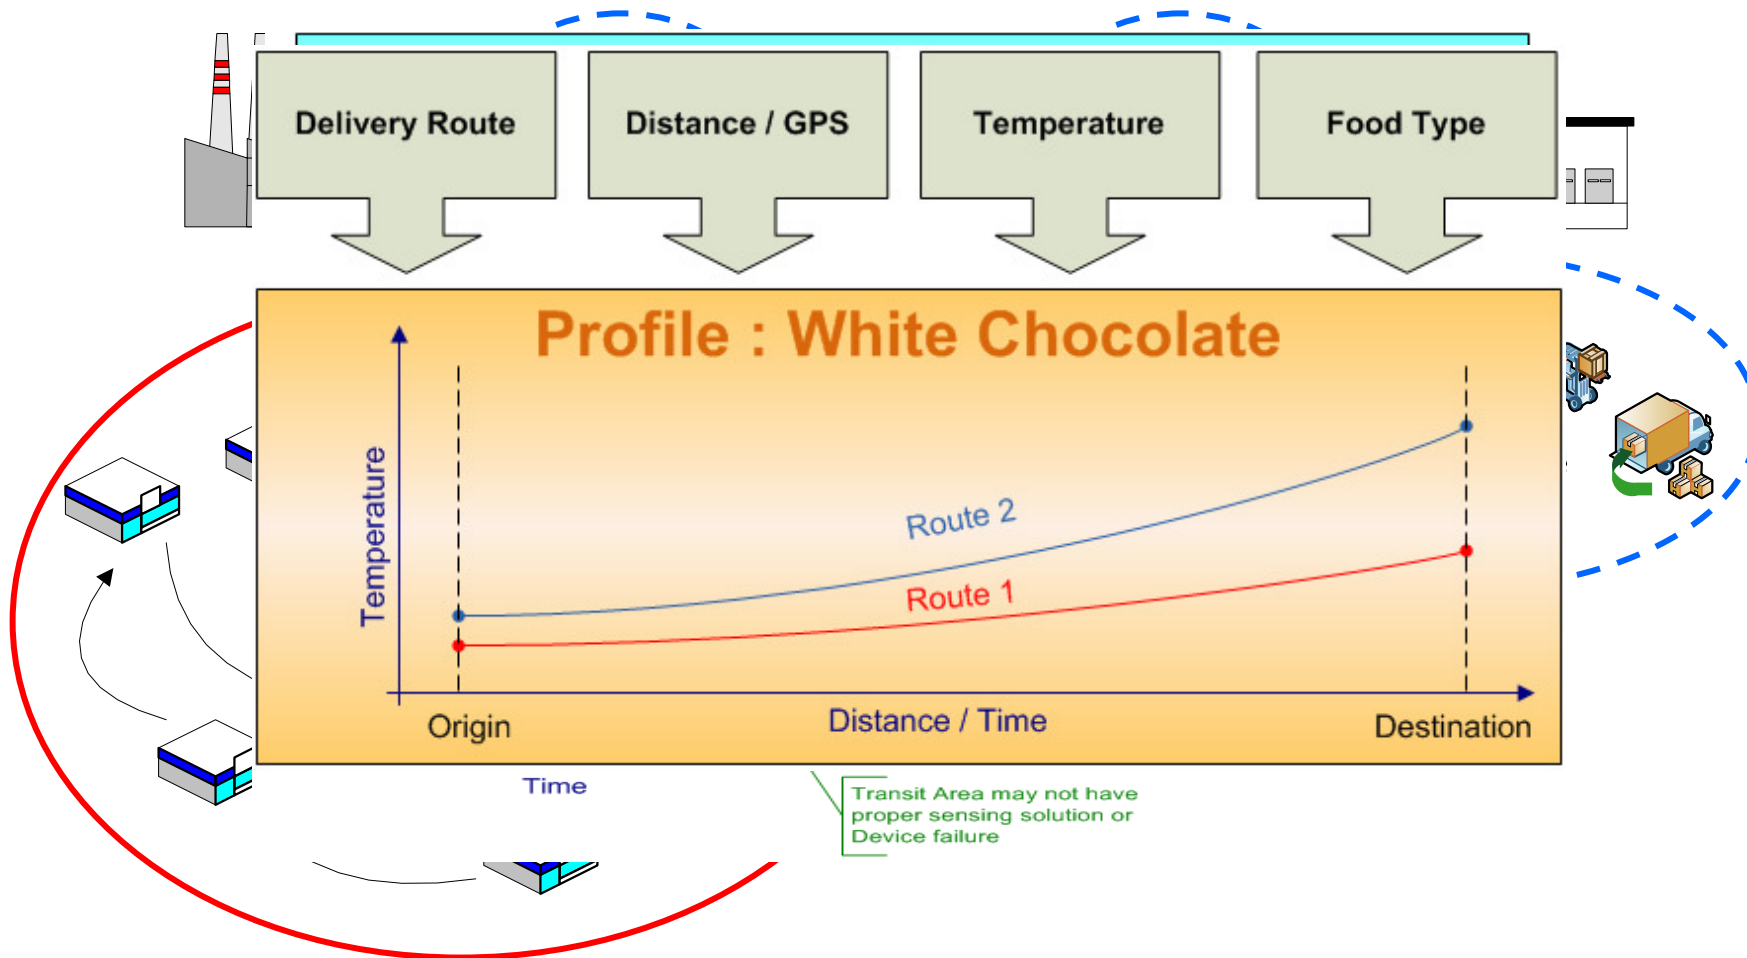 Delivery Route
Distance / GPS
Temperature
Food Type
Profile : White Chocolate
Temperature
Route 2
Route 1
Origin
Distance / Time
Destination
Time
Transit Area may not have
proper sensing solution or
Device failure